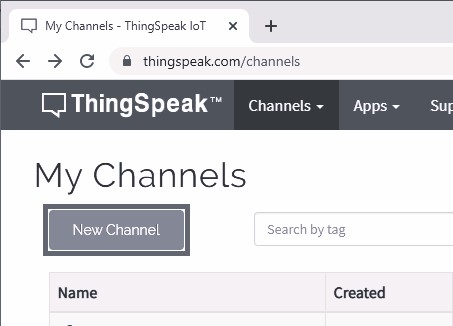 My Channels - ThingSpeak IoT
thingspeak.com/channels
ThingSpeak™ Channels Apps Sup
My Channels
New Channel Search by tag
Name Created